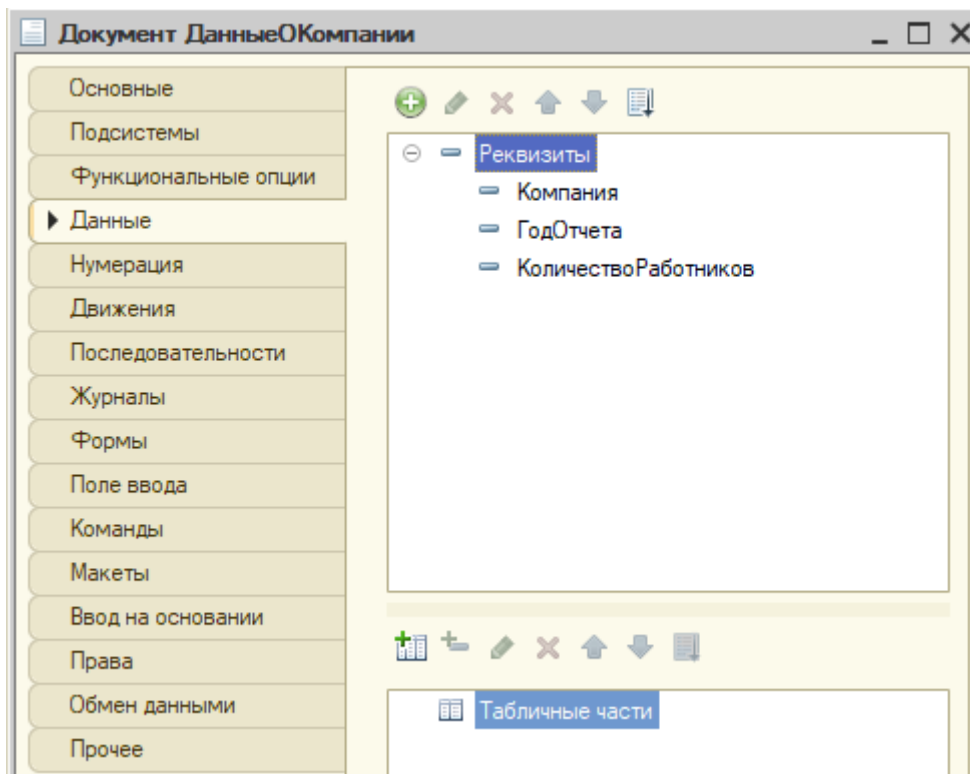 Документ ДанныеОКомпании
Основные
Подсистемы
Функциональные опции
Данные
Нумерация
Движения
Последовательности
Журналы
Формы
Поле ввода
Команды
Макеты
Ввод на основании
Права
Обмен данными
Прочее
Реквизиты
Компания
ГодОтчета
КоличествоРаботников
Табличные части